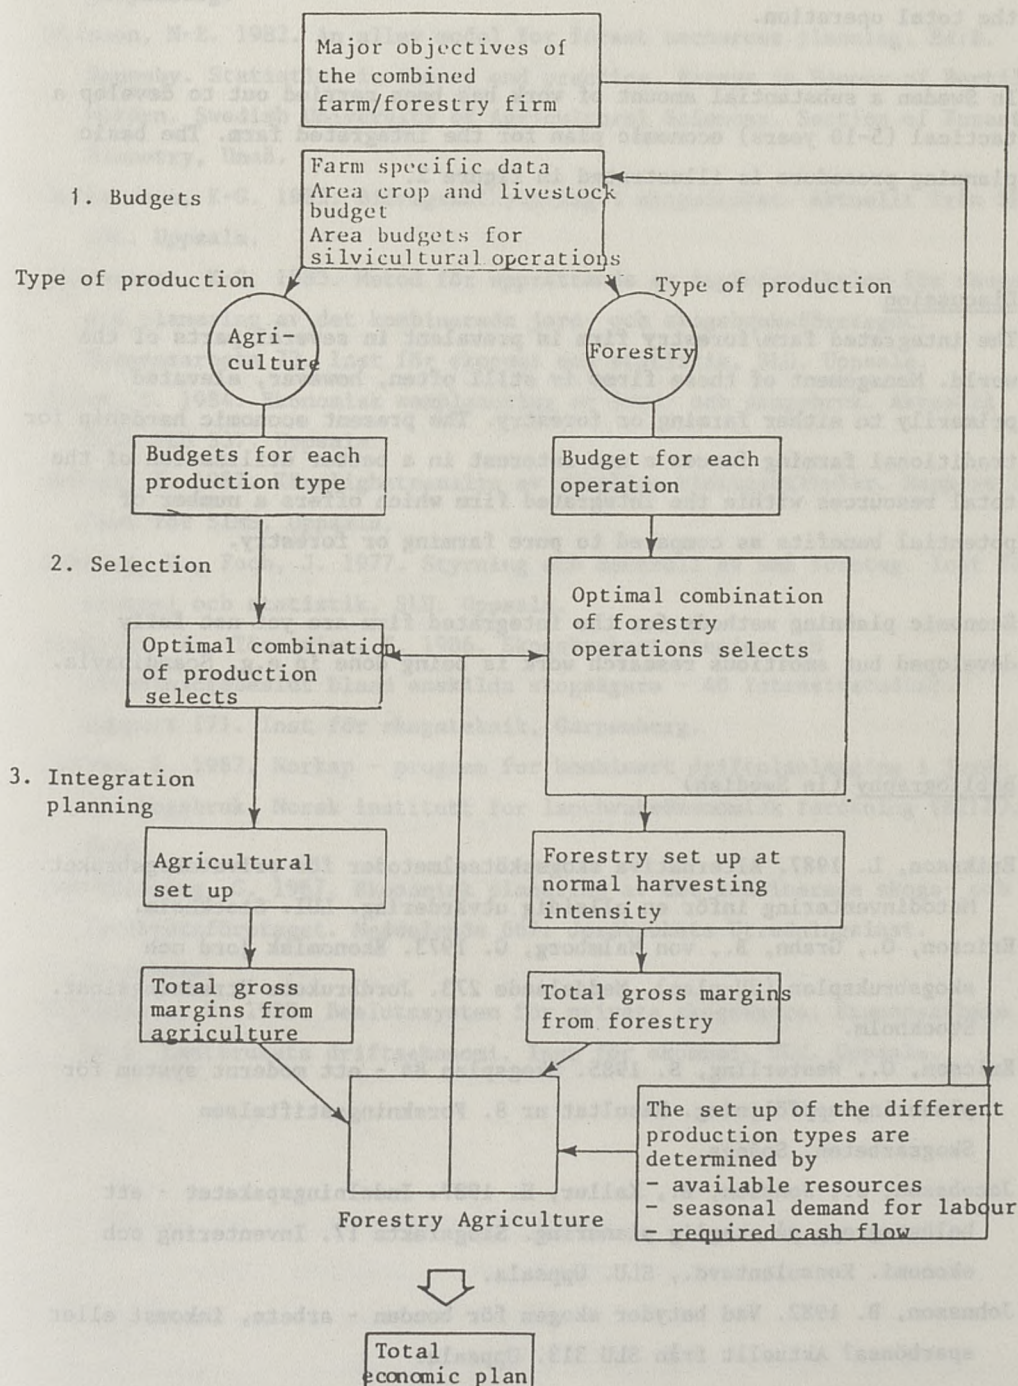 Major objectives of
the combined
farm/forestry firm
1. Budgets
Farm specific data
Area crop and livestock
budget
Area budgets for
silvicultural operations
Type of production
Type of production
Agri-
culture
Forestry
Budgets for each
production type
Budget for each
operation
2. Selection
Optimal combination
of production
selects
Optimal combination
of forestry
operations selects
3. Integration
planning
Agricultural
set up
Forestry set up at
normal harvesting
intensity
Total gross
margins from
agriculture
Total gross margins
from forestry
The set up of the different
production types are
determined by
- available resources
- seasonal demand for labour
- required cash flow
Forestry Agriculture
Total
economic plan